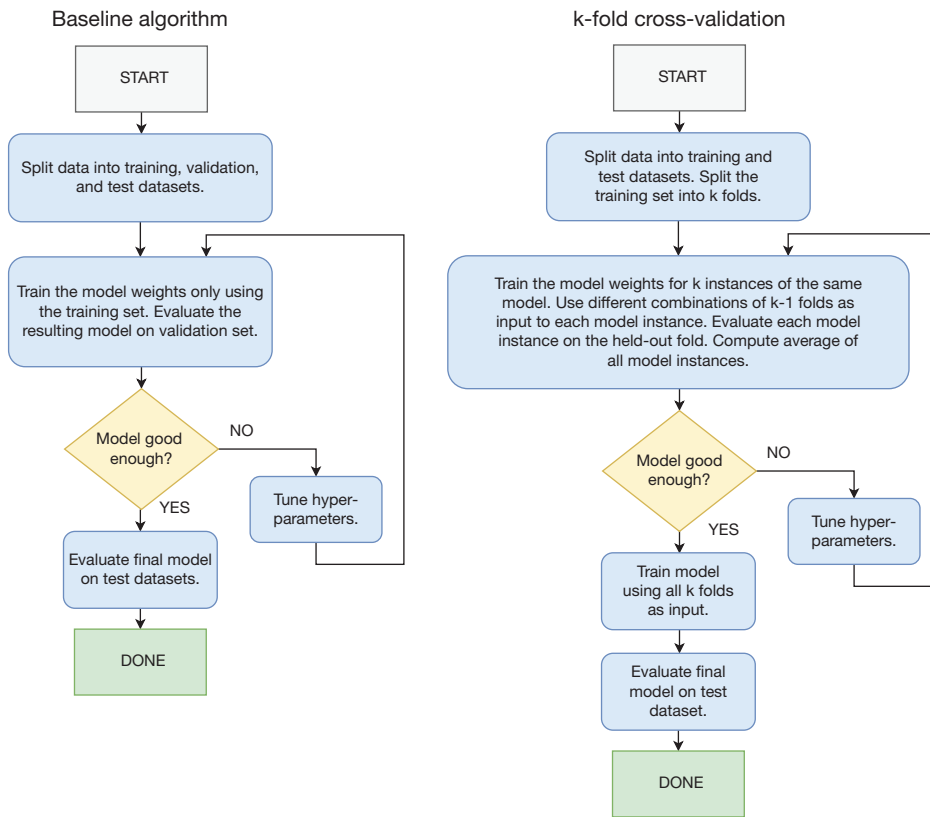 Baseline algorithm
START
Split data into training, validation,
and test datasets.
Train the model weights only using
the training set. Evaluate the
resulting model on validation set.
Model good
enough?
NO
YES
Tune hyper-
parameters.
Evaluate final model
on test datasets.
DONE
k-fold cross-validation
START
Split data into training and
test datasets. Split the
training set into k folds.
Train the model weights for k instances of the same
model. Use different combinations of k-1 folds as
input to each model instance. Evaluate each model
instance on the held-out fold. Compute average of
all model instances.
Model good
enough?
NO
YES
Tune hyper-
parameters.
Train model
using all k folds
as input.
Evaluate final
model on test
dataset.
DONE